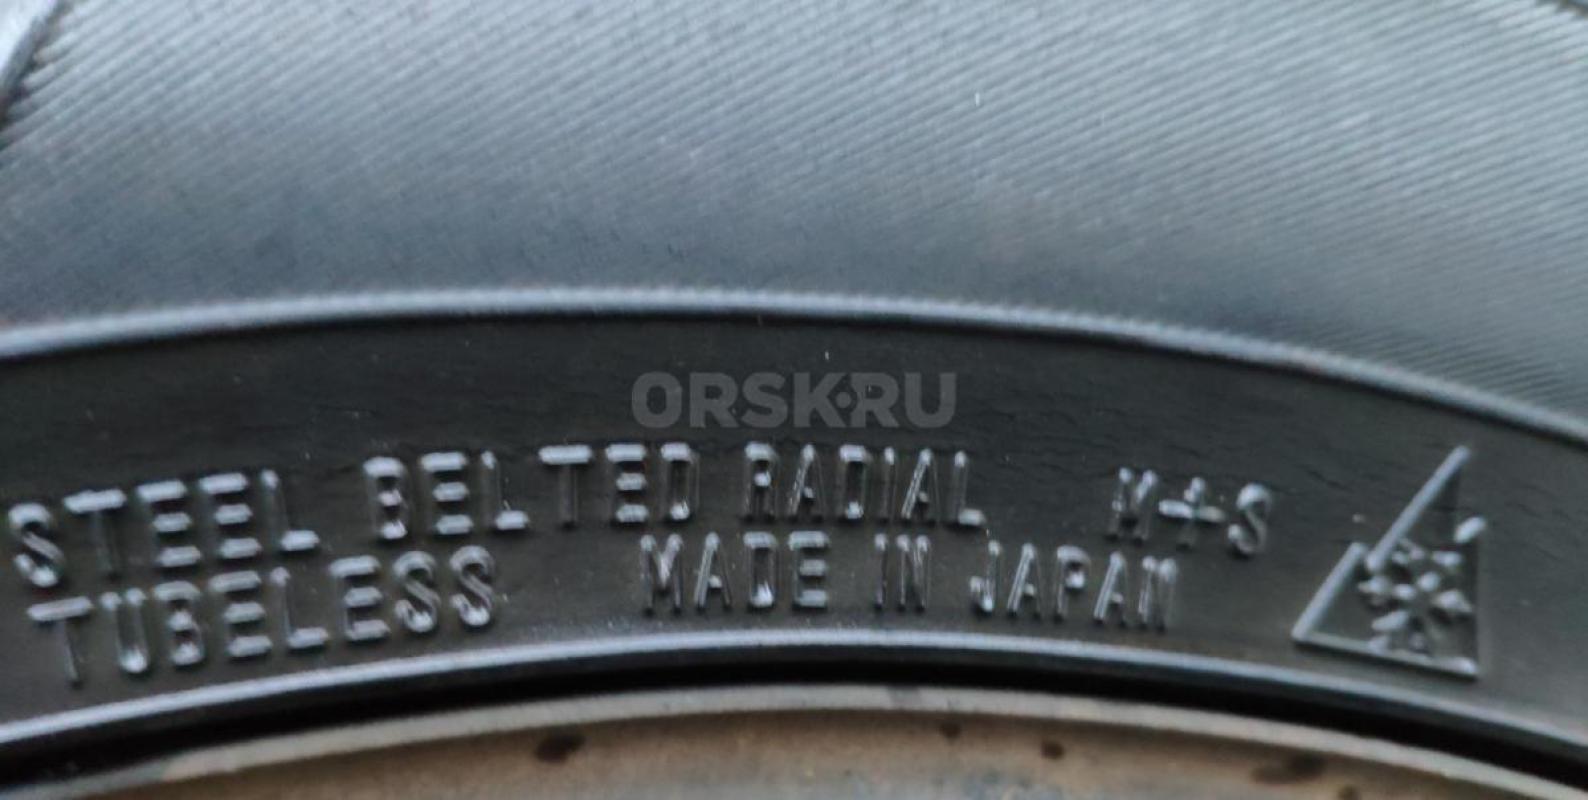 ORSK.RU
STEEL BELTED RADIAL M+S
TUBELESS MADE IN JAPAN